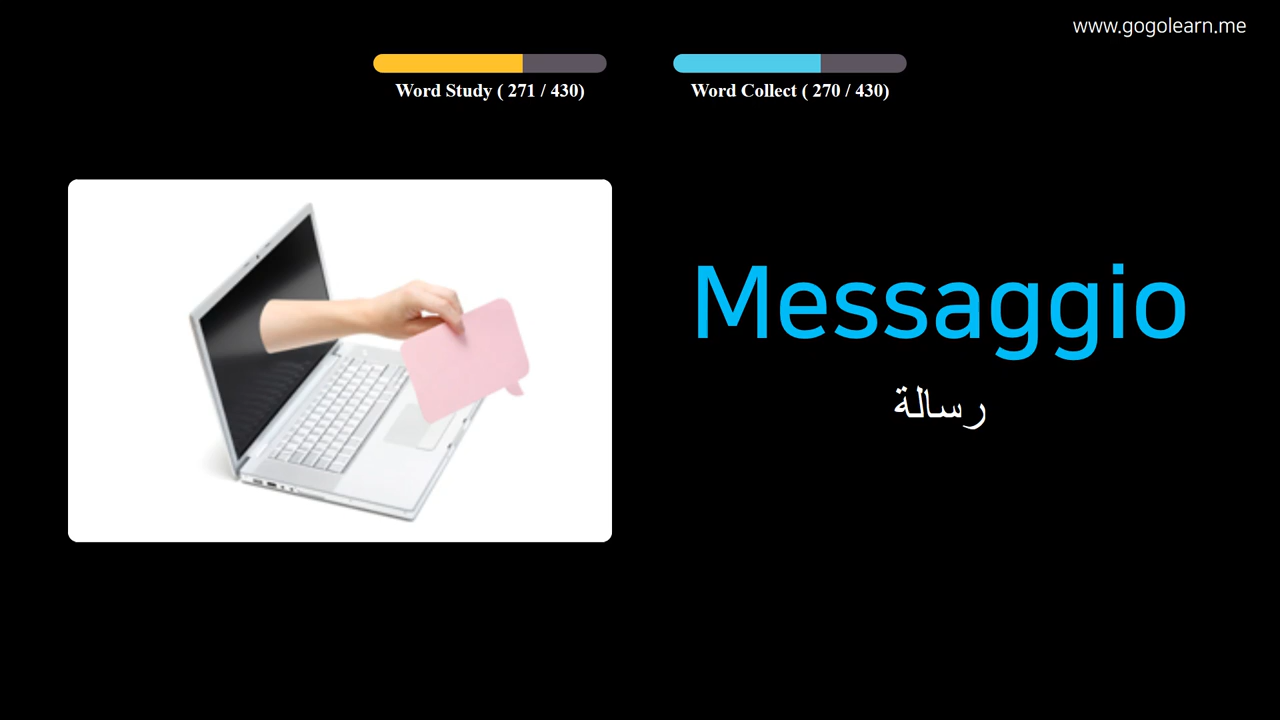 www.gogolearn.me
Word Study ( 271 / 430)
Word Collect ( 270 / 430)
Messaggio
رسالة